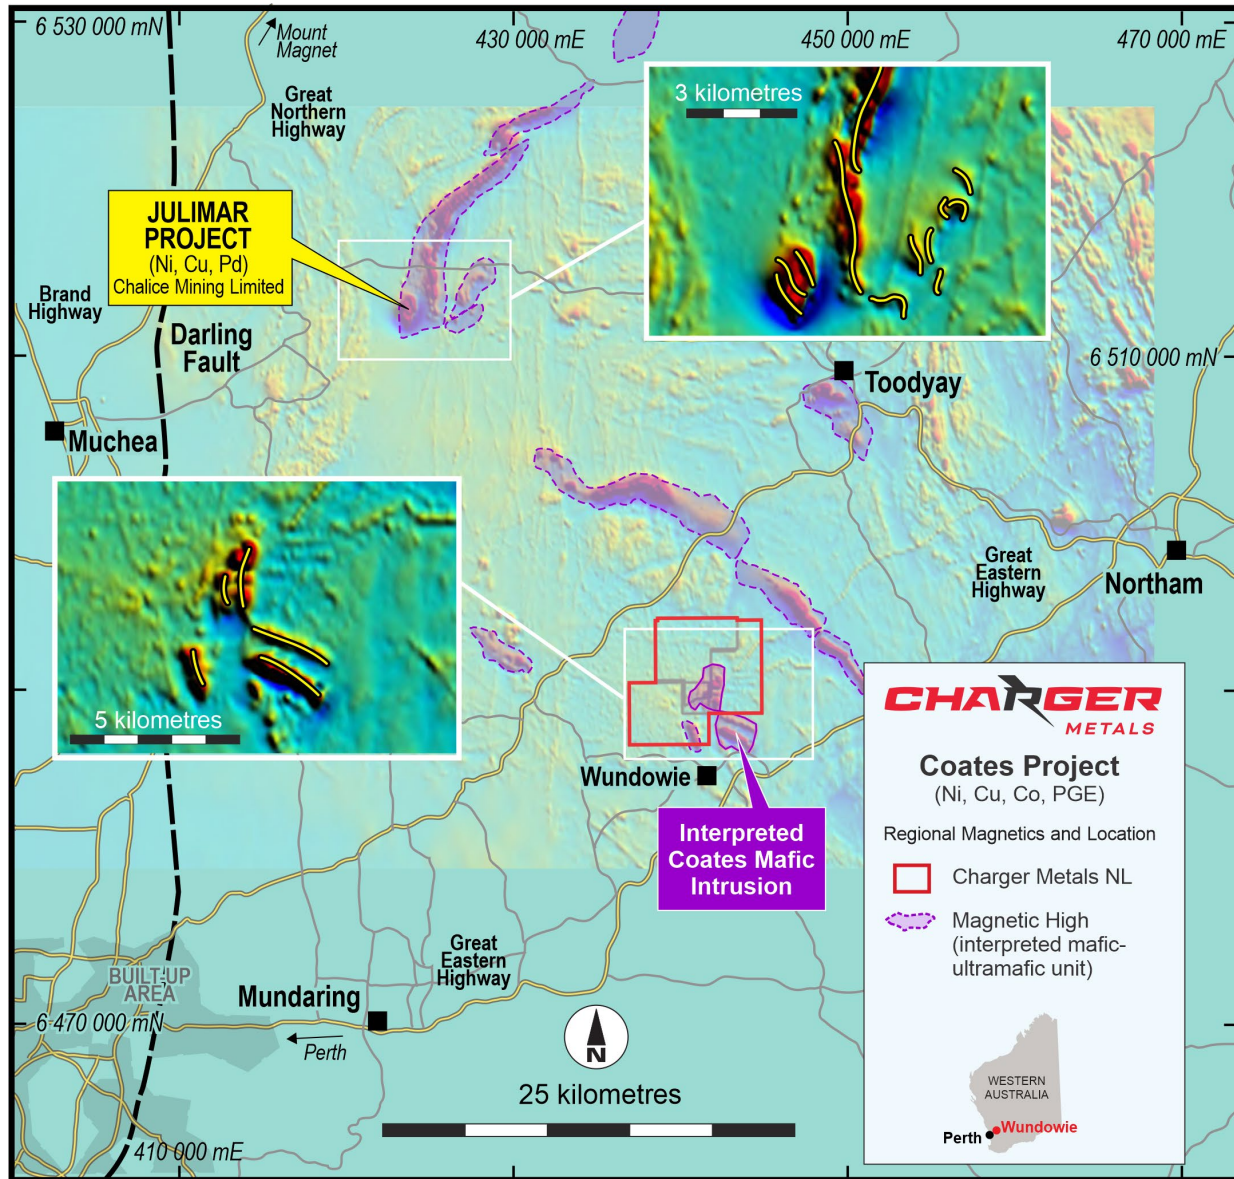 6 530 000 mN
Mount
Magnet
430 000 mE
450 000 mE
470 000 mE
Great
Northern
Highway
3 kilometres
JULIMAR
PROJECT
(Ni, Cu, Pd)
Chalice Mining Limited
Brand
Highway
Darling
Fault
6 510 000 mN
Toodyay
Muchea
Great
Eastern
Highway
Northam
5 kilometres
Wundowie
Interpreted
Coates Mafic
Intrusion
CHARGER
METALS
Coates Project
(Ni, Cu, Co, PGE)
Regional Magnetics and Location
Charger Metals NL
Magnetic High
(interpreted mafic-
ultramafic unit)
WESTERN
AUSTRALIA
Wundowie
Perth
Great
Eastern
Highway
BUILT-UP
AREA
Mundaring
6 470 000 mN
Perth
N
25 kilometres
410 000 mE